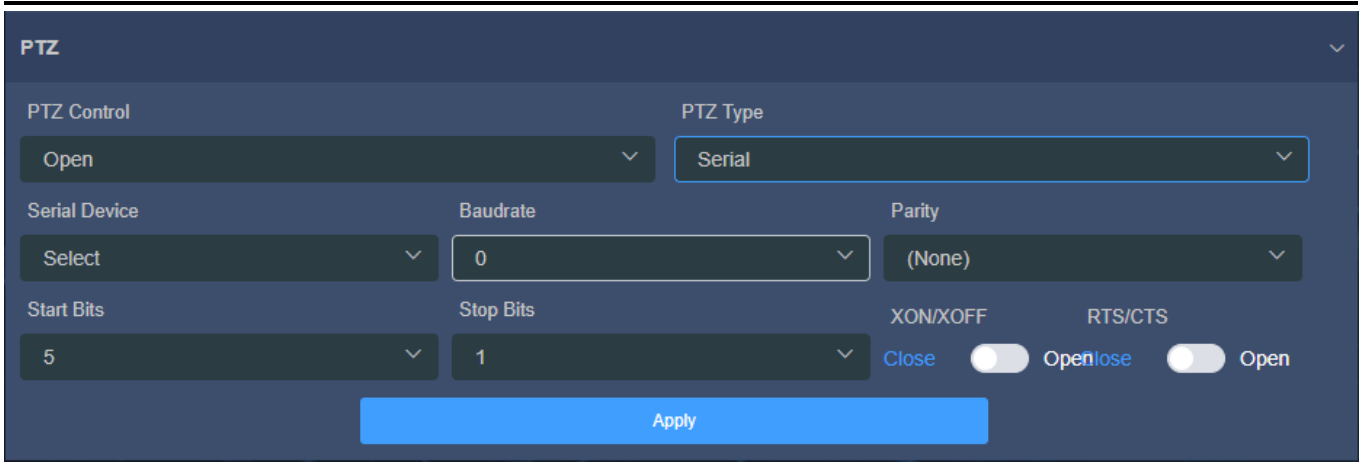 PTZ
PTZ Control PTZ Type
Open Serial
Serial Device Baudrate Parity
Select 0 (None)
Start Bits Stop Bits XON/XOFF RTS/CTS
5 1 Close Open Close Open
Apply